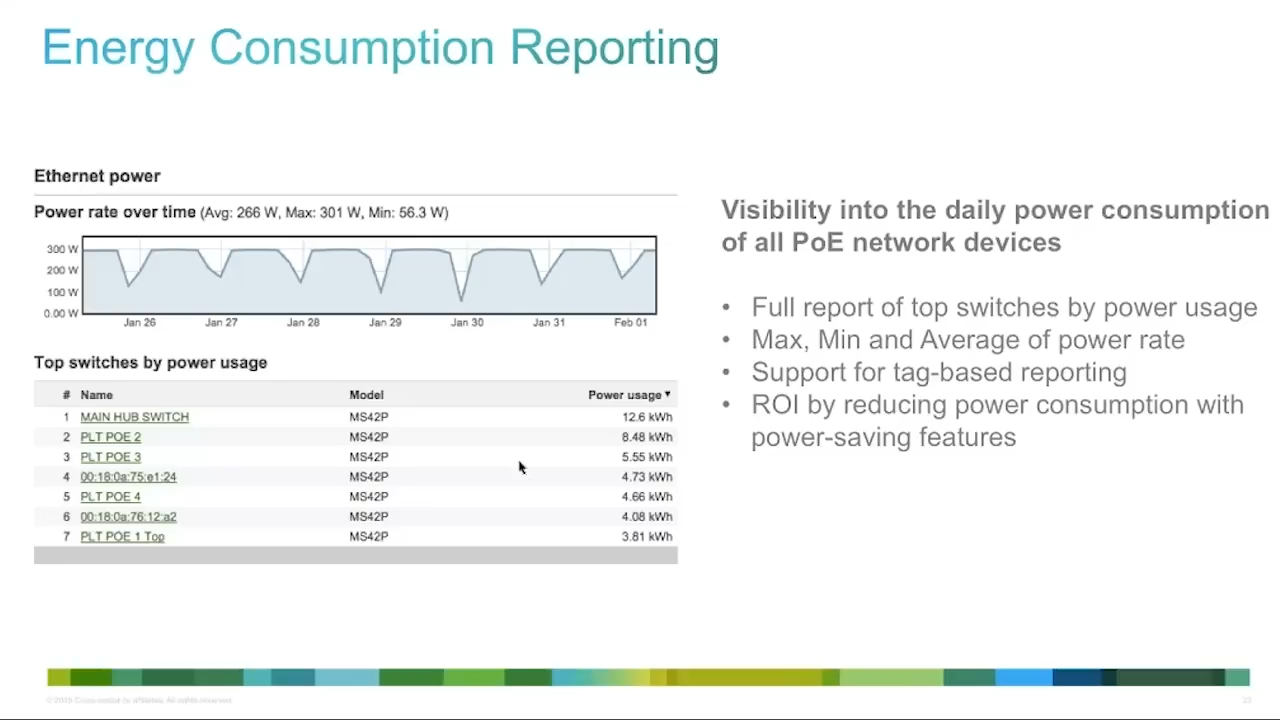 Energy Consumption Reporting
Ethernet power
Power rate over time (Avg: 266 W, Max: 301 W, Min: 56.3 W)
300 W
200 W
100 W
0.00 W
Jan 26 Jan 27 Jan 28 Jan 29 Jan 30 Jan 31 Feb 01
Top switches by power usage
# Name Model Power usage ▼
1 MAIN HUB SWITCH MS42P 12.6 kWh
2 PLT POE 2 MS42P 8.48 kWh
3 PLT POE 3 MS42P 5.55 kWh
4 00:18:0a:75:e1:24 MS42P 4.73 kWh
5 PLT POE 4 MS42P 4.66 kWh
6 00:18:0a:76:12:a2 MS42P 4.08 kWh
7 PLT POE 1 Top MS42P 3.81 kWh
Visibility into the daily power consumption
of all PoE network devices
• Full report of top switches by power usage
• Max, Min and Average of power rate
• Support for tag-based reporting
• ROI by reducing power consumption with
power-saving features
affiliates. All rights reserved.